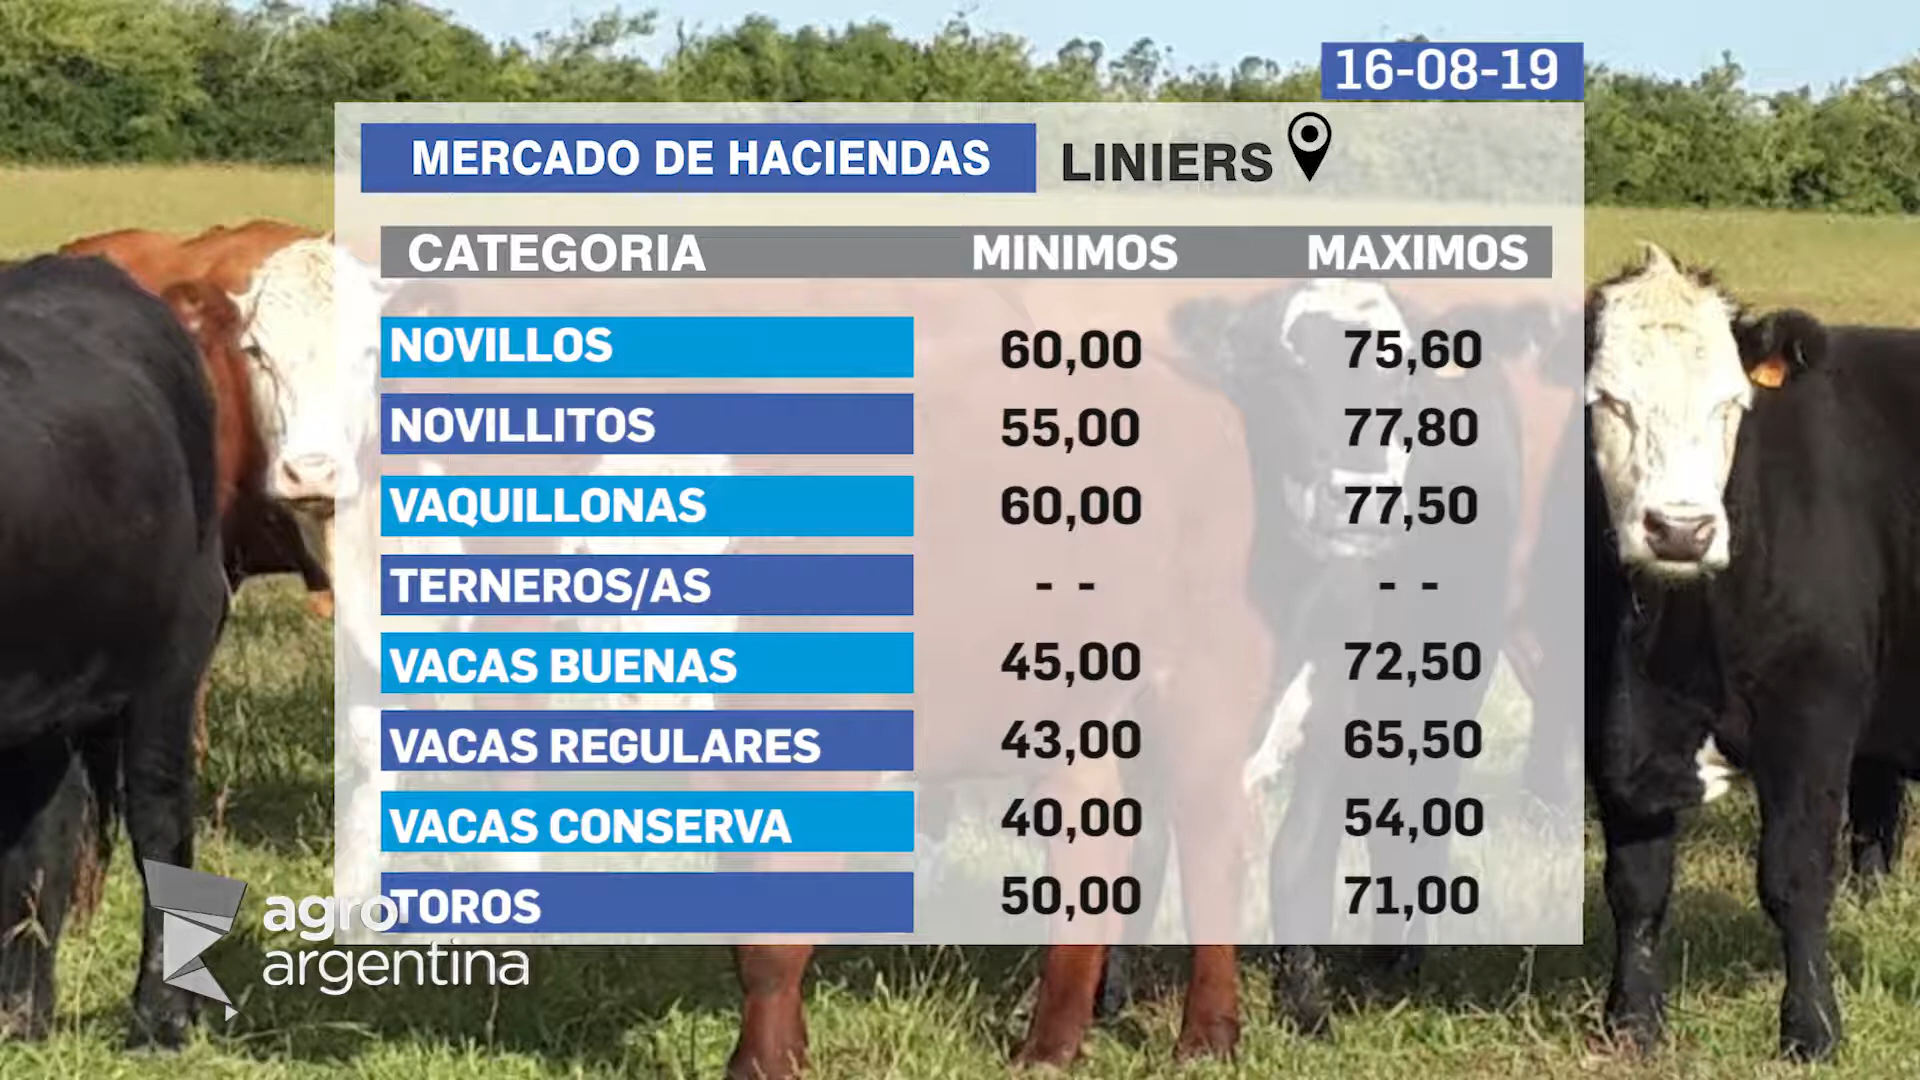 16-08-19
MERCADO DE HACIENDAS LINIERS
CATEGORIA MINIMOS MAXIMOS
NOVILLOS 60,00 75,60
NOVILLITOS 55,00 77,80
VAQUILLONAS 60,00 77,50
TERNEROS/AS - - - -
VACAS BUENAS 45,00 72,50
VACAS REGULARES 43,00 65,50
VACAS CONSERVA 40,00 54,00
TOROS 50,00 71,00
agro
argentina